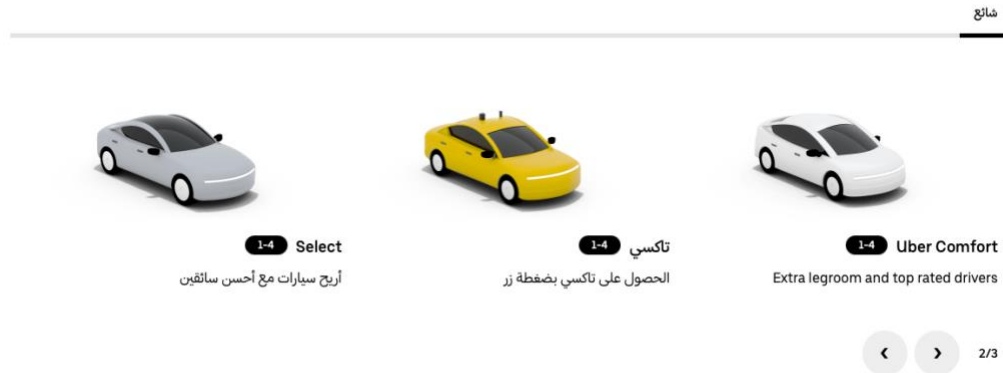 شائع
Uber Comfort 1-4
Extra legroom and top rated drivers
تاكسي 1-4
الحصول على تاكسي بضغطة زر
Select 1-4
أريح سيارات مع أحسن سائقين
2/3